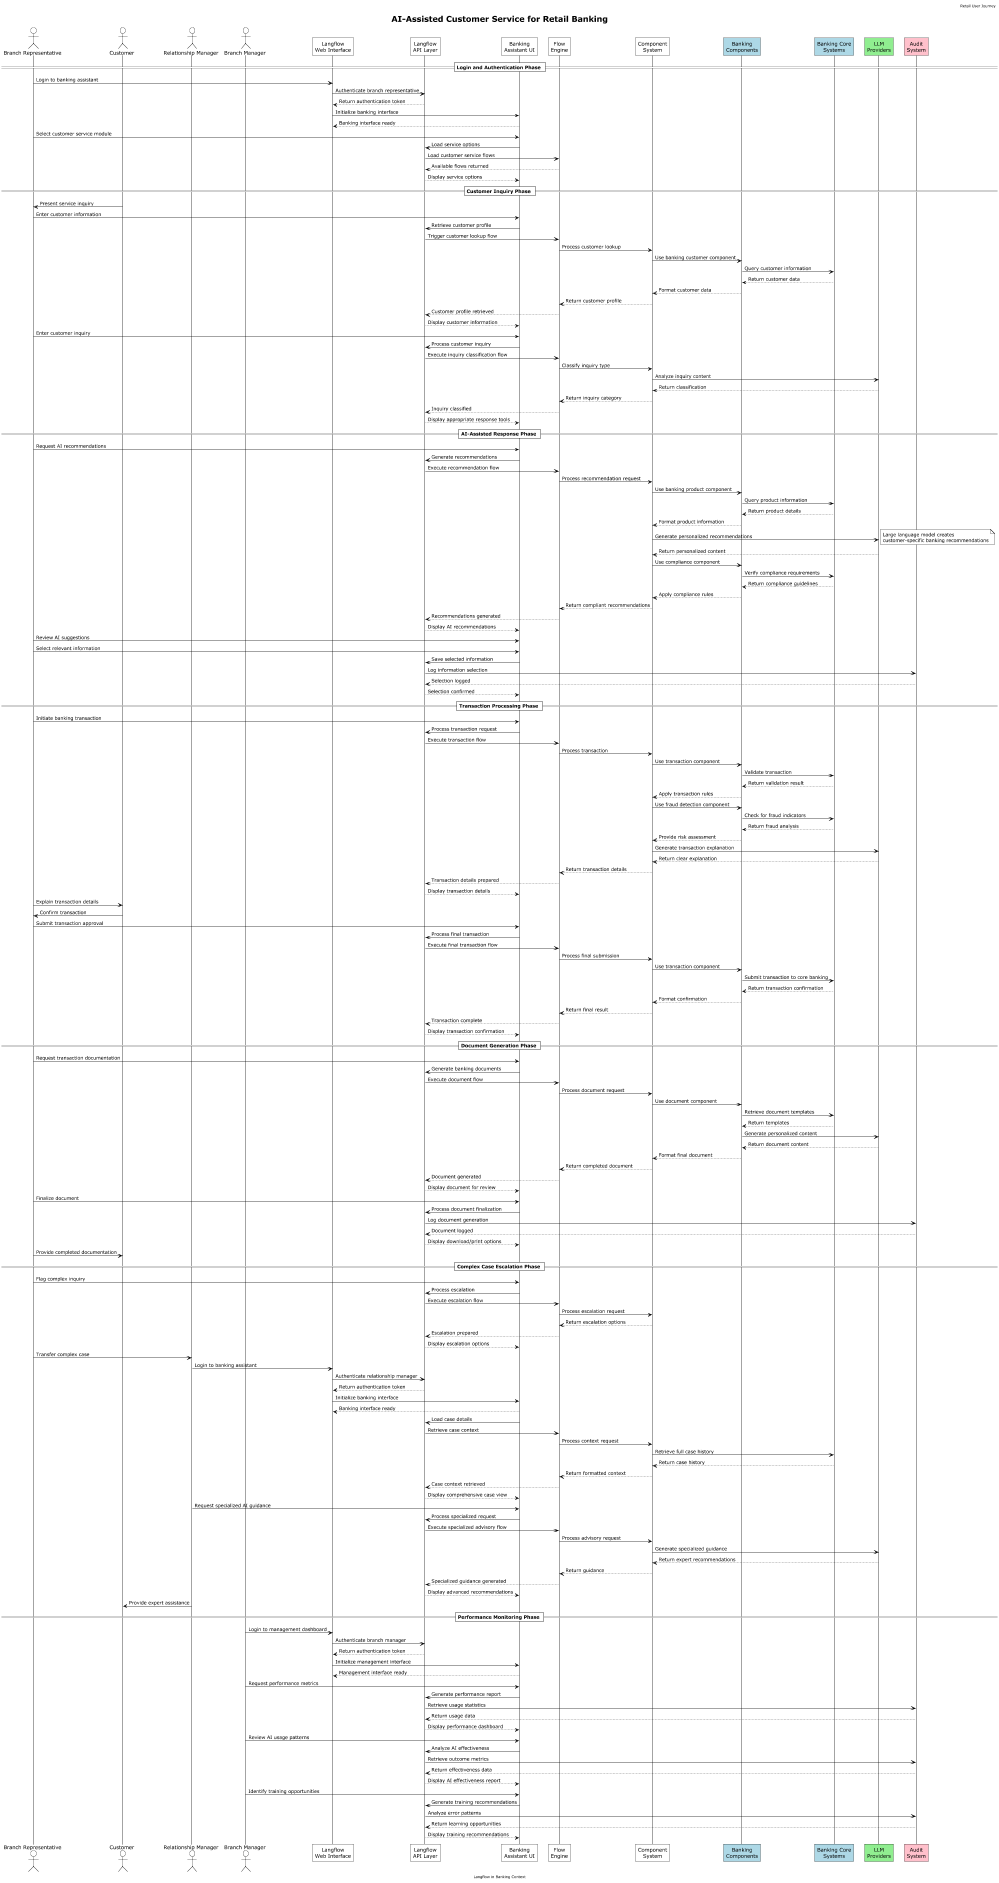 Retail User Journey
AI-Assisted Customer Service for Retail Banking
Branch Representative
Customer
Relationship Manager
Branch Manager
Langflow
Web Interface
Langflow
API Layer
Banking
Assistant UI
Flow
Engine
Component
System
Banking
Components
Banking Core
Systems
LLM
Providers
Audit
System
Login and Authentication Phase
Login to banking assistant
Authenticate branch representative
Return authentication token
Initialize banking interface
Banking interface ready
Select customer service module
Load service options
Load customer service flows
Available flows returned
Display service options
Customer Inquiry Phase
Present service inquiry
Enter customer information
Retrieve customer profile
Trigger customer lookup flow
Process customer lookup
Use banking customer component
Query customer information
Return customer data
Format customer data
Return customer profile
Customer profile retrieved
Display customer information
Enter customer inquiry
Process customer inquiry
Execute inquiry classification flow
Classify inquiry type
Analyze inquiry content
Return classification
Return inquiry category
Inquiry classified
Display appropriate response tools
AI-Assisted Response Phase
Request AI recommendations
Generate recommendations
Execute recommendation flow
Process recommendation request
Use banking product component
Query product information
Return product details
Format product information
Generate personalized recommendations
Large language model creates
customer-specific banking recommendations
Return personalized content
Use compliance component
Verify compliance requirements
Return compliance guidelines
Apply compliance rules
Return compliant recommendations
Recommendations generated
Display AI recommendations
Review AI suggestions
Select relevant information
Save selected information
Log information selection
Selection logged
Selection confirmed
Transaction Processing Phase
Initiate banking transaction
Process transaction request
Execute transaction flow
Process transaction
Use transaction component
Validate transaction
Return validation result
Apply transaction rules
Use fraud detection component
Check for fraud indicators
Return fraud analysis
Provide risk assessment
Generate transaction explanation
Return clear explanation
Return transaction details
Transaction details prepared
Display transaction details
Explain transaction details
Confirm transaction
Submit transaction approval
Process final transaction
Execute final transaction flow
Process final submission
Use transaction component
Submit transaction to core banking
Return transaction confirmation
Format confirmation
Return final result
Transaction complete
Display transaction confirmation
Document Generation Phase
Request transaction documentation
Generate banking documents
Execute document flow
Process document request
Use document component
Retrieve document templates
Return templates
Generate personalized content
Return document content
Format final document
Return completed document
Document generated
Display document for review
Finalize document
Process document finalization
Log document generation
Document logged
Display download/print options
Provide completed documentation
Complex Case Escalation Phase
Flag complex inquiry
Process escalation
Execute escalation flow
Process escalation request
Return escalation options
Escalation prepared
Display escalation options
Transfer complex case
Login to banking assistant
Authenticate relationship manager
Return authentication token
Initialize banking interface
Banking interface ready
Load case details
Retrieve case context
Process context request
Retrieve full case history
Return case history
Return formatted context
Case context retrieved
Display comprehensive case view
Request specialized AI guidance
Process specialized request
Execute specialized advisory flow
Process advisory request
Generate specialized guidance
Return expert recommendations
Return guidance
Specialized guidance generated
Display advanced recommendations
Provide expert assistance
Performance Monitoring Phase
Login to management dashboard
Authenticate branch manager
Return authentication token
Initialize management interface
Management interface ready
Request performance metrics
Generate performance report
Retrieve usage statistics
Return usage data
Display performance dashboard
Review AI usage patterns
Analyze AI effectiveness
Retrieve outcome metrics
Return effectiveness data
Display AI effectiveness report
Identify training opportunities
Generate training recommendations
Analyze error patterns
Return learning opportunities
Display training recommendations
Branch Representative
Customer
Relationship Manager
Branch Manager
Langflow
Web Interface
Langflow
API Layer
Banking
Assistant UI
Flow
Engine
Component
System
Banking
Components
Banking Core
Systems
LLM
Providers
Audit
System
Langflow in Banking Context